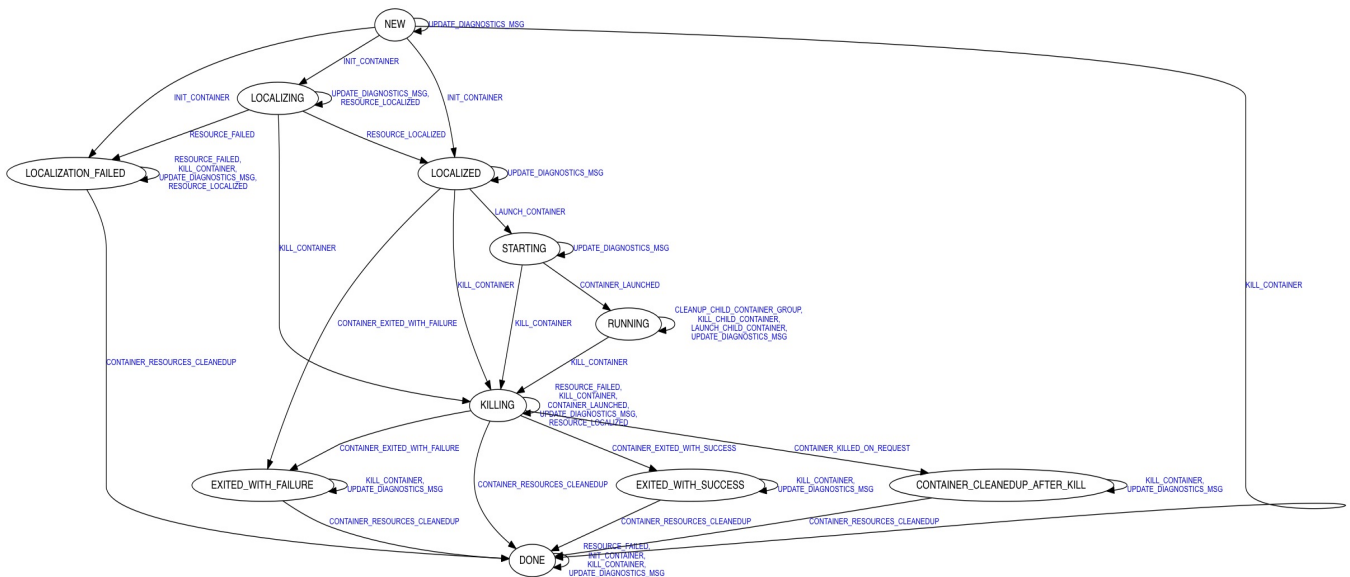 NEW
UPDATE_DIAGNOSTICS_MSG
INIT_CONTAINER
LOCALIZING
UPDATE_DIAGNOSTICS_MSG,
RESOURCE_LOCALIZED
INIT_CONTAINER
INIT_CONTAINER
RESOURCE_FAILED
RESOURCE_LOCALIZED
LOCALIZATION_FAILED
RESOURCE_FAILED,
KILL_CONTAINER,
UPDATE_DIAGNOSTICS_MSG,
RESOURCE_LOCALIZED
LOCALIZED
UPDATE_DIAGNOSTICS_MSG
LAUNCH_CONTAINER
KILL_CONTAINER
STARTING
UPDATE_DIAGNOSTICS_MSG
KILL_CONTAINER
CONTAINER_LAUNCHED
KILL_CONTAINER
CONTAINER_EXITED_WITH_FAILURE
KILL_CONTAINER
RUNNING
CLEANUP_CHILD_CONTAINER_GROUP,
KILL_CHILD_CONTAINER,
LAUNCH_CHILD_CONTAINER,
UPDATE_DIAGNOSTICS_MSG
CONTAINER_RESOURCES_CLEANEDUP
KILL_CONTAINER
KILLING
RESOURCE_FAILED,
KILL_CONTAINER,
CONTAINER_LAUNCHED,
UPDATE_DIAGNOSTICS_MSG,
RESOURCE_LOCALIZED
CONTAINER_EXITED_WITH_FAILURE
CONTAINER_EXITED_WITH_SUCCESS
CONTAINER_KILLED_ON_REQUEST
EXITED_WITH_FAILURE
KILL_CONTAINER,
UPDATE_DIAGNOSTICS_MSG
CONTAINER_RESOURCES_CLEANEDUP
EXITED_WITH_SUCCESS
KILL_CONTAINER,
UPDATE_DIAGNOSTICS_MSG
CONTAINER_CLEANEDUP_AFTER_KILL
KILL_CONTAINER,
UPDATE_DIAGNOSTICS_MSG
CONTAINER_RESOURCES_CLEANEDUP
CONTAINER_RESOURCES_CLEANEDUP
CONTAINER_RESOURCES_CLEANEDUP
DONE
RESOURCE_FAILED,
INIT_CONTAINER,
KILL_CONTAINER,
UPDATE_DIAGNOSTICS_MSG